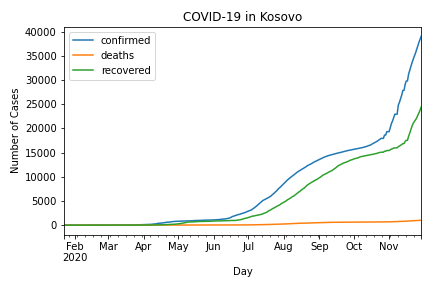 COVID-19 in Kosovo
confirmed
deaths
recovered
Number of Cases
40000
35000
30000
25000
20000
15000
10000
5000
0
Feb Mar Apr May Jun Jul Aug Sep Oct Nov
2020
Day